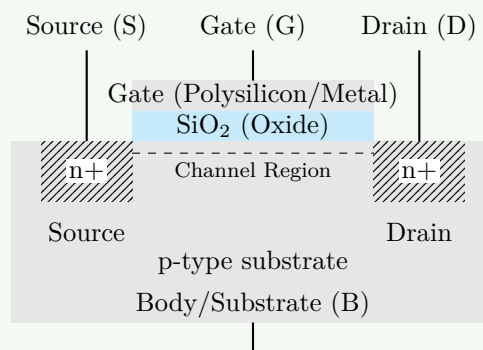 Source (S) Gate (G) Drain (D)
Gate (Polysilicon/Metal)
SiO₂ (Oxide)
n+ Channel Region n+
Source Drain
p-type substrate
Body/Substrate (B)